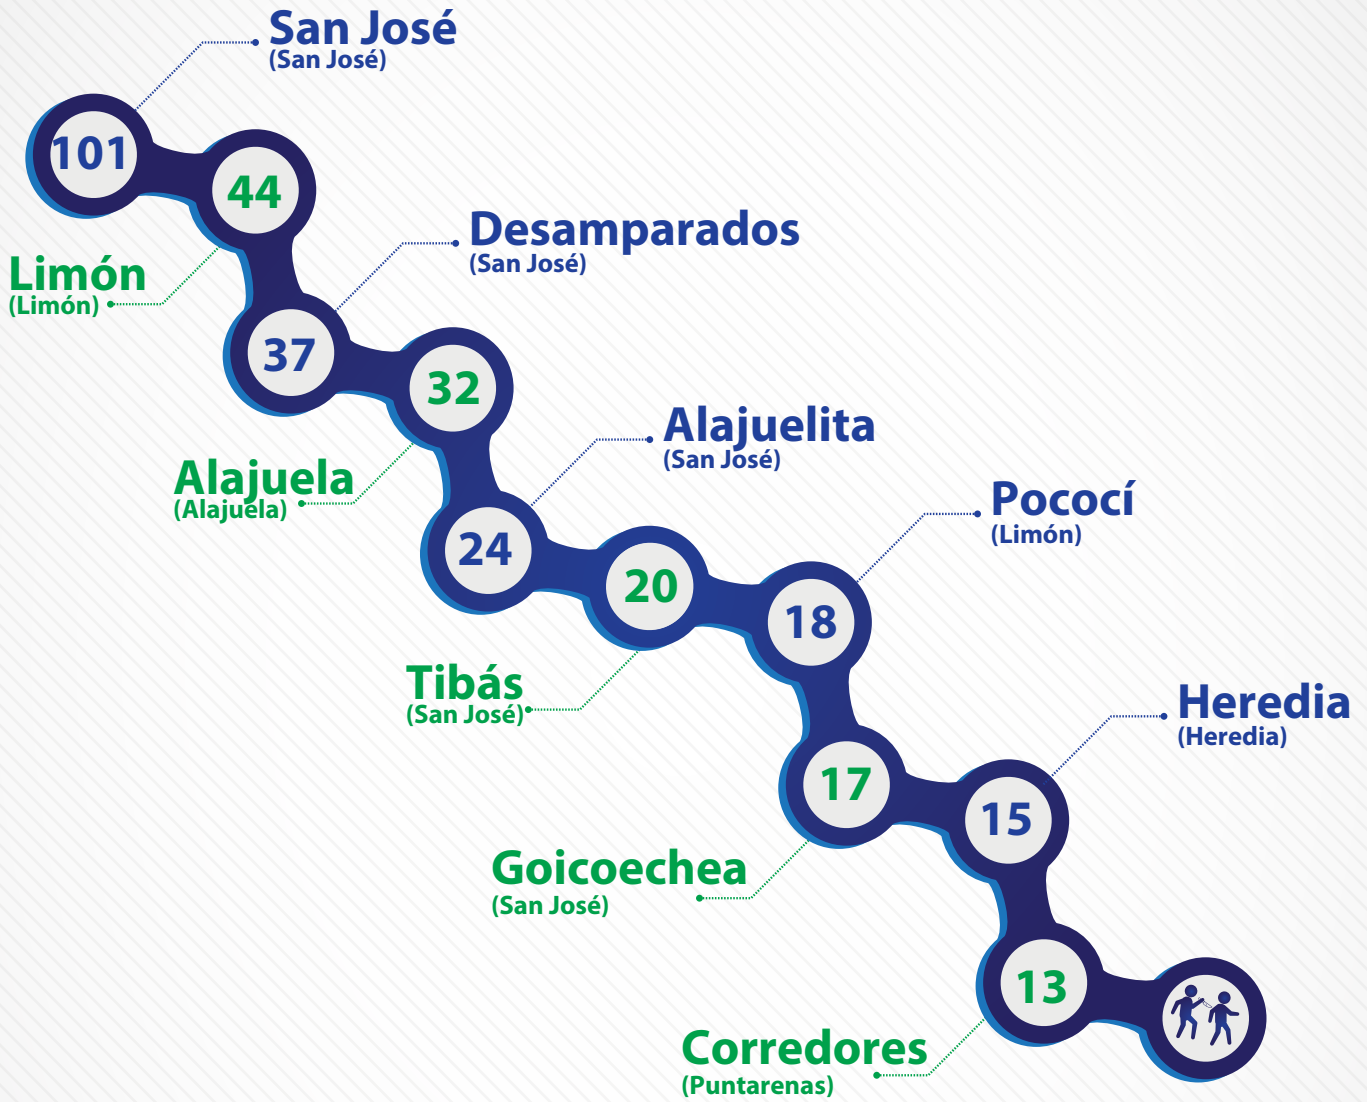 San José
(San José)
101
44
Limón
(Limón)
Desamparados
(San José)
37
32
Alajuela
(Alajuela)
Alajuelita
(San José)
24
20
Tibás
(San José)
Pococí
(Limón)
18
17
Goicoechea
(San José)
Heredia
(Heredia)
15
13
Corredores
(Puntarenas)